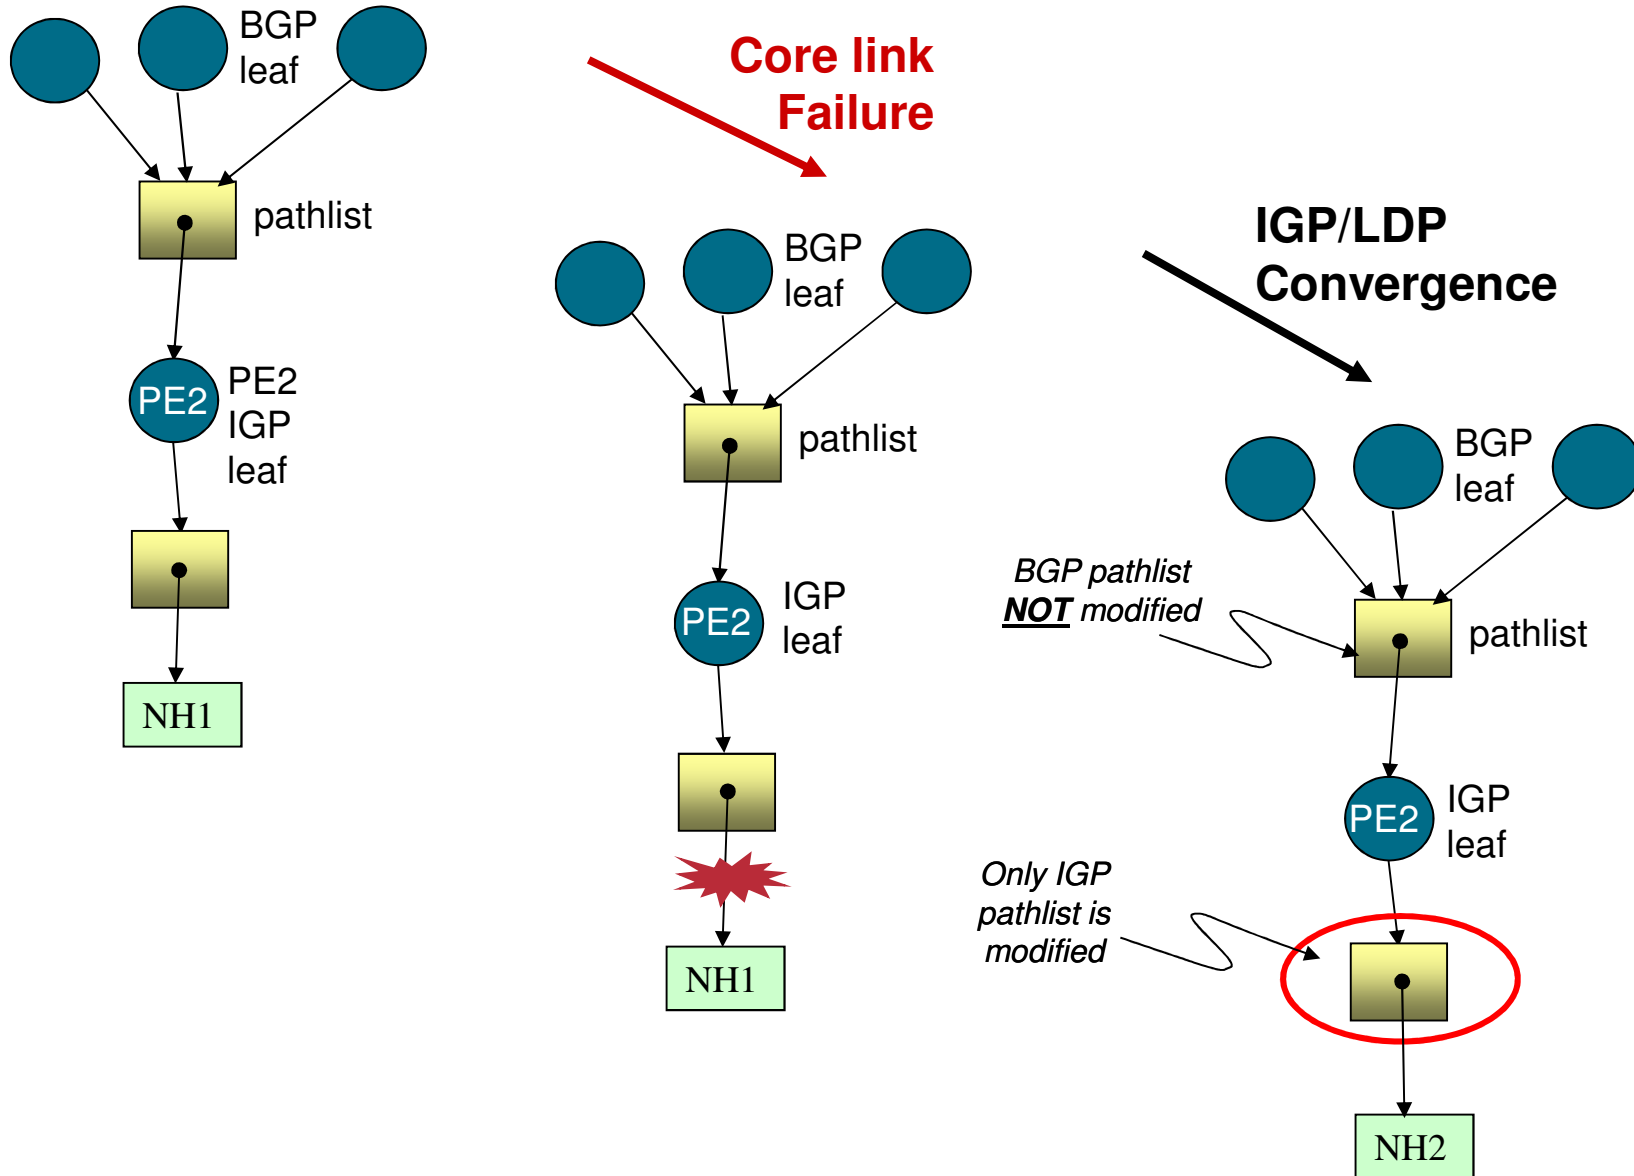 BGP
leaf
pathlist
PE2
PE2
IGP
leaf
NH1
Core link
Failure
BGP
leaf
pathlist
PE2
IGP
leaf
NH1
IGP/LDP
Convergence
BGP
leaf
BGP pathlist
NOT modified
pathlist
PE2
IGP
leaf
Only IGP
pathlist is
modified
NH2